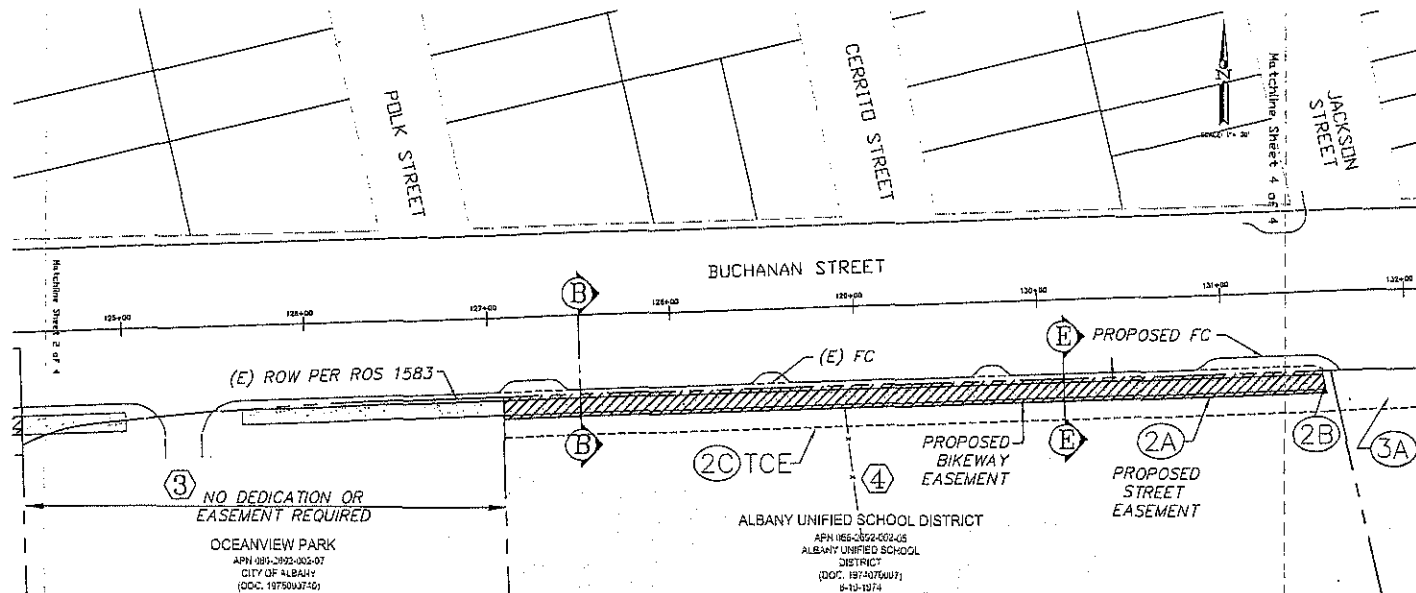 POLK STREET
CERRITO STREET
N
Matchline Sheet 4 of 4
JACKSON
STREET
Matchline Sheet 2 of 4
BUCHANAN STREET
125+00
126+00
127+00
128+00
129+00
130+00
131+00
132+00
B
E
PROPOSED FC
(E) FC
(E) ROW PER ROS 1583
B
E
2C TCE
PROPOSED
BIKEWAY
EASEMENT
2A
PROPOSED
STREET
EASEMENT
2B
3A
3
4
NO DEDICATION OR
EASEMENT REQUIRED
OCEANVIEW PARK
CITY OF ALBANY
ALBANY UNIFIED SCHOOL DISTRICT
ALBANY UNIFIED SCHOOL
DISTRICT